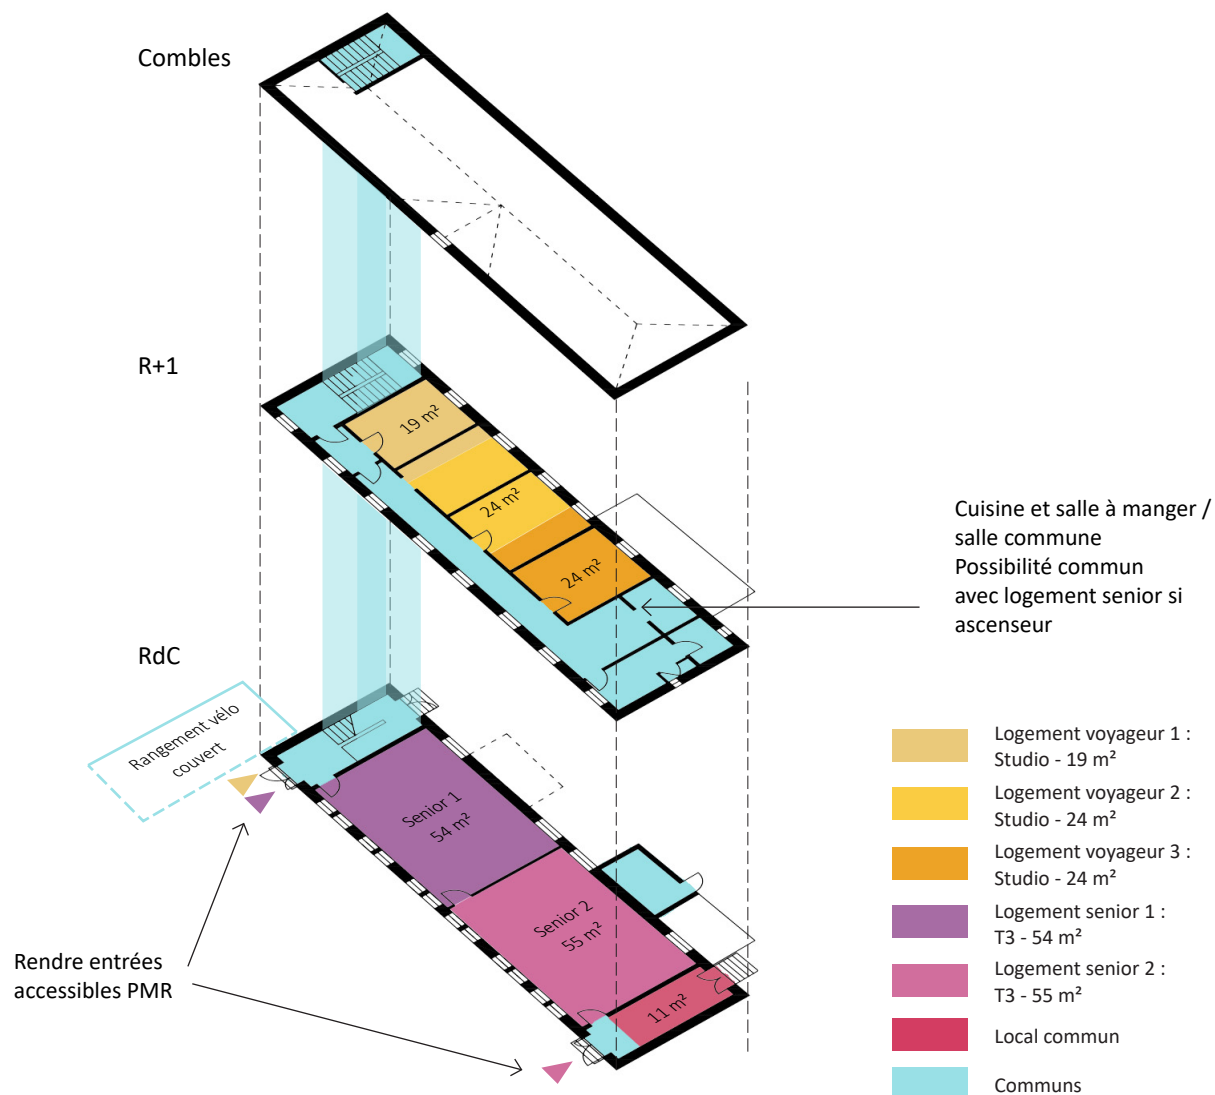 Combles
R+1
19 m²
24 m²
24 m²
Cuisine et salle à manger /
salle commune
Possibilité commun
avec logement senior si
ascenseur
RdC
Rangement vélo
couvert
Senior 1
54 m²
Senior 2
55 m²
11 m²
Rendre entrées
accessibles PMR
Logement voyageur 1 :
Studio - 19 m²
Logement voyageur 2 :
Studio - 24 m²
Logement voyageur 3 :
Studio - 24 m²
Logement senior 1 :
T3 - 54 m²
Logement senior 2 :
T3 - 55 m²
Local commun
Communs